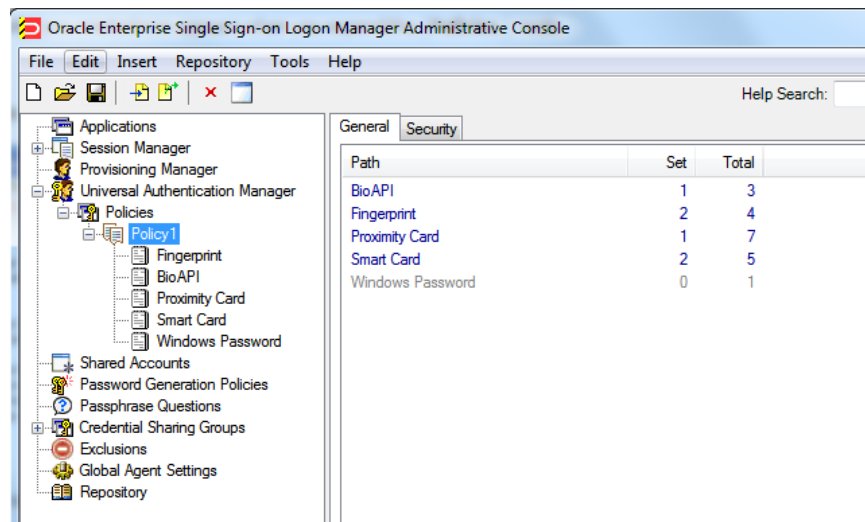 Oracle Enterprise Single Sign-on Logon Manager Administrative Console
File Edit Insert Repository Tools Help
Help Search:
Applications
Session Manager
Provisioning Manager
Universal Authentication Manager
Policies
Policy1
Fingerprint
BioAPI
Proximity Card
Smart Card
Windows Password
Shared Accounts
Password Generation Policies
Passphrase Questions
Credential Sharing Groups
Exclusions
Global Agent Settings
Repository
General Security
Path Set Total
BioAPI 1 3
Fingerprint 2 4
Proximity Card 1 7
Smart Card 2 5
Windows Password 0 1